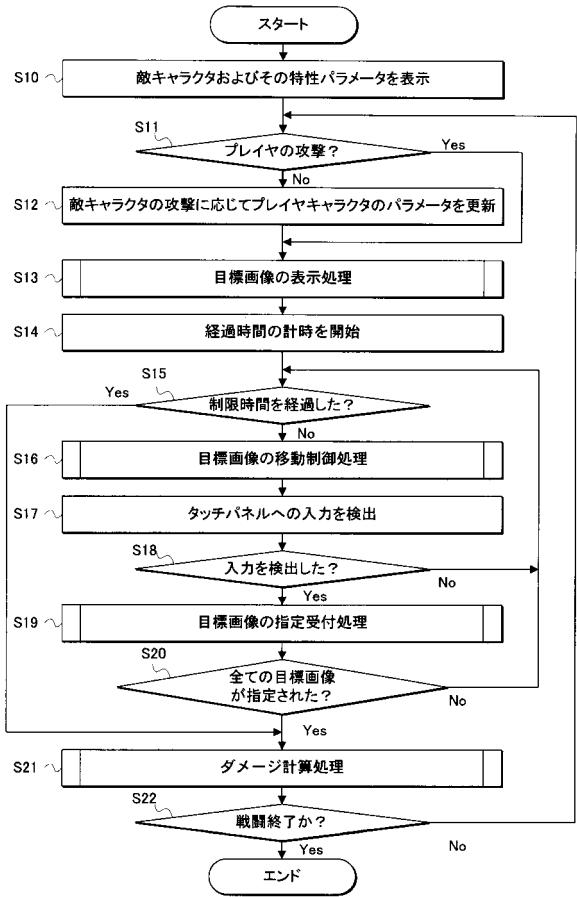 スタート
S10
敵キャラクタおよびその特性パラメータを表示
S11
プレイヤの攻撃?
Yes
No
S12
敵キャラクタの攻撃に応じてプレイヤキャラクタのパラメータを更新
S13
目標画像の表示処理
S14
経過時間の計時を開始
S15
Yes
制限時間を経過した?
No
S16
目標画像の移動制御処理
S17
タッチパネルへの入力を検出
S18
入力を検出した?
No
Yes
S19
目標画像の指定受付処理
S20
全ての目標画像
が指定された?
No
Yes
S21
ダメージ計算処理
S22
戦闘終了か?
No
Yes
エンド